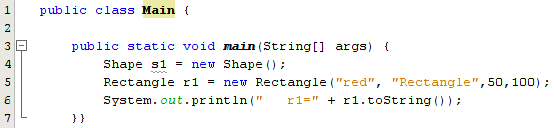 1 public class Main {
2
3 public static void main(String[] args) {
4 Shape s1 = new Shape();
5 Rectangle r1 = new Rectangle("red", "Rectangle",50,100);
6 System.out.println("   r1=" + r1.toString());
7 }}